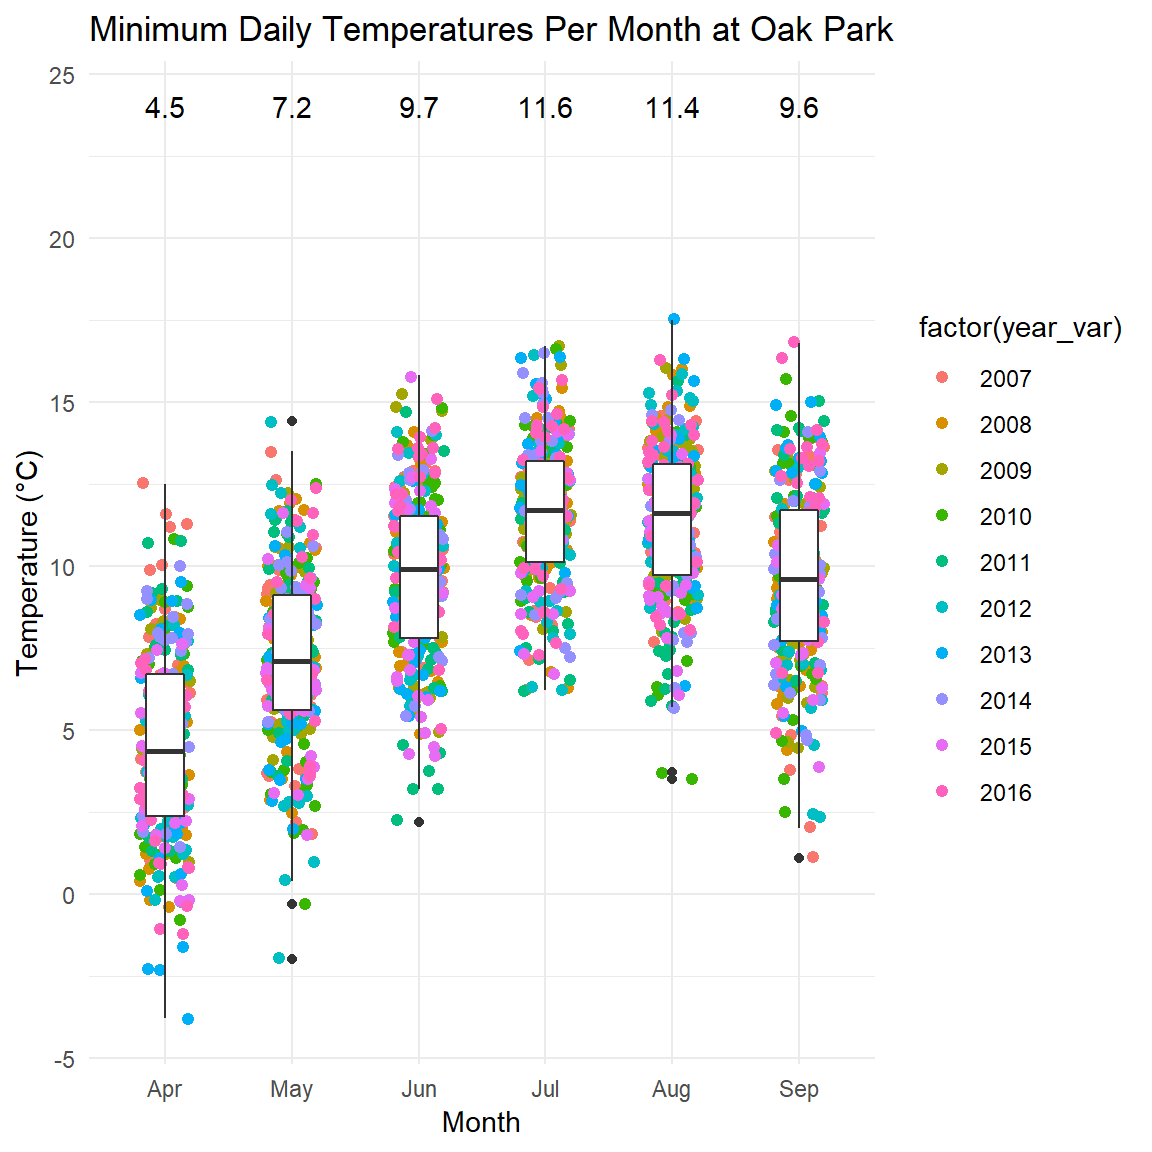 Minimum Daily Temperatures Per Month at Oak Park
25
4.5 7.2 9.7 11.6 11.4 9.6
20
15
10
5
0
-5
Temperature (°C)
Apr May Jun Jul Aug Sep
Month
factor(year_var)
2007
2008
2009
2010
2011
2012
2013
2014
2015
2016